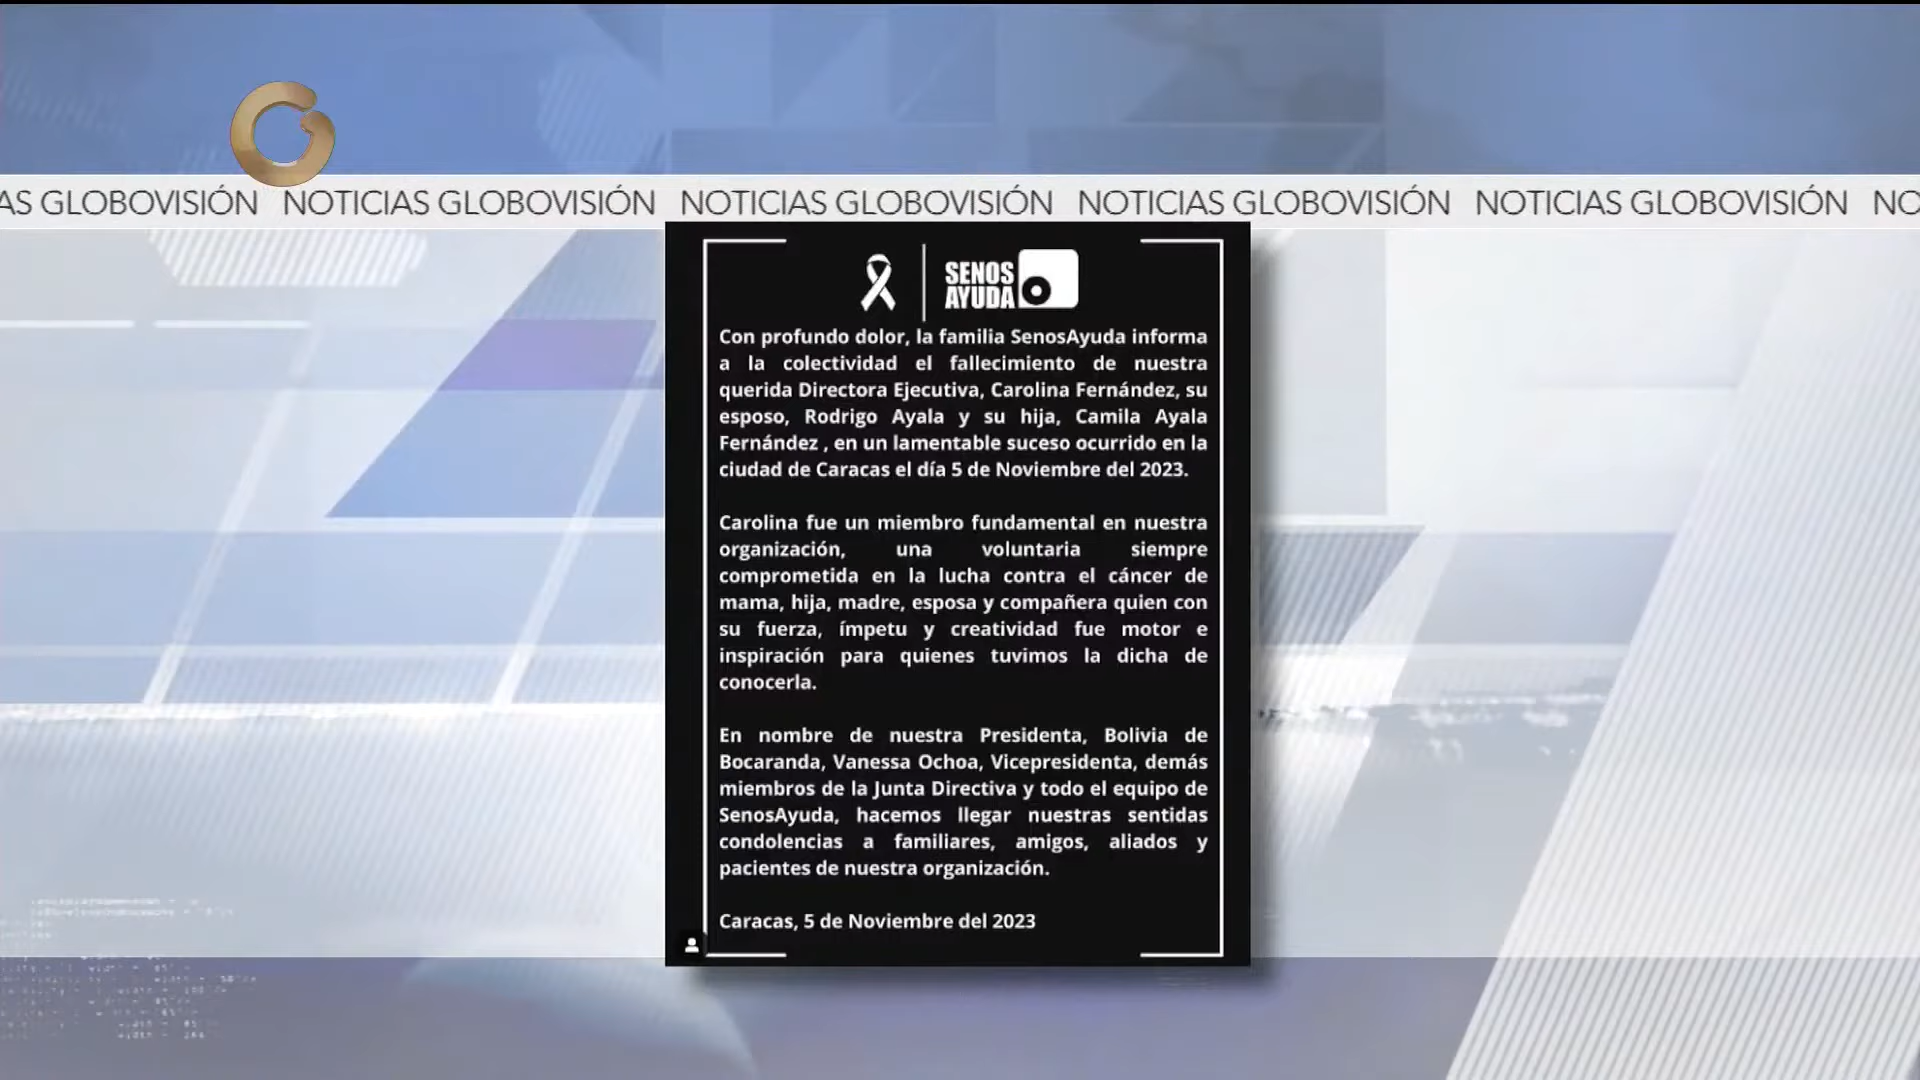 AS GLOBOVISIÓN NOTICIAS GLOBOVISIÓN NOTICIAS GLOBOVISIÓN NOTICIAS GLOBOVISIÓN NOTICIAS GLOBOVISIÓN NO
SENOS
AYUDA
Con profundo dolor, la familia SenosAyuda informa
a la colectividad el fallecimiento de nuestra
querida Directora Ejecutiva, Carolina Fernández, su
esposo, Rodrigo Ayala y su hija, Camila Ayala
Fernández , en un lamentable suceso ocurrido en la
ciudad de Caracas el día 5 de Noviembre del 2023.
Carolina fue un miembro fundamental en nuestra
organización, una voluntaria siempre
comprometida en la lucha contra el cáncer de
mama, hija, madre, esposa y compañera quien con
su fuerza, ímpetu y creatividad fue motor e
inspiración para quienes tuvimos la dicha de
conocerla.
En nombre de nuestra Presidenta, Bolivia de
Bocaranda, Vanessa Ochoa, Vicepresidenta, demás
miembros de la Junta Directiva y todo el equipo de
SenosAyuda, hacemos llegar nuestras sentidas
condolencias a familiares, amigos, aliados y
pacientes de nuestra organización.
Caracas, 5 de Noviembre del 2023